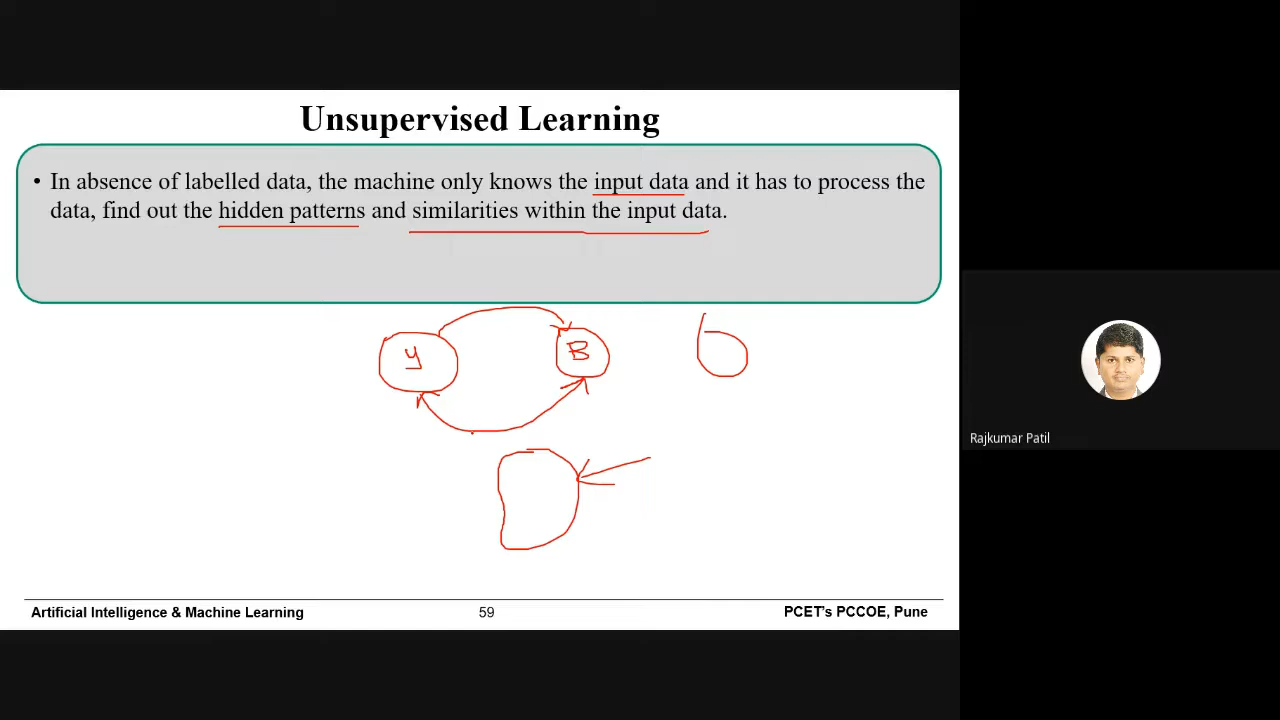 Unsupervised Learning
• In absence of labelled data, the machine only knows the input data and it has to process the
data, find out the hidden patterns and similarities within the input data.
y
B
Rajkumar Patil
Artificial Intelligence & Machine Learning
59
PCET's PCCOE, Pune